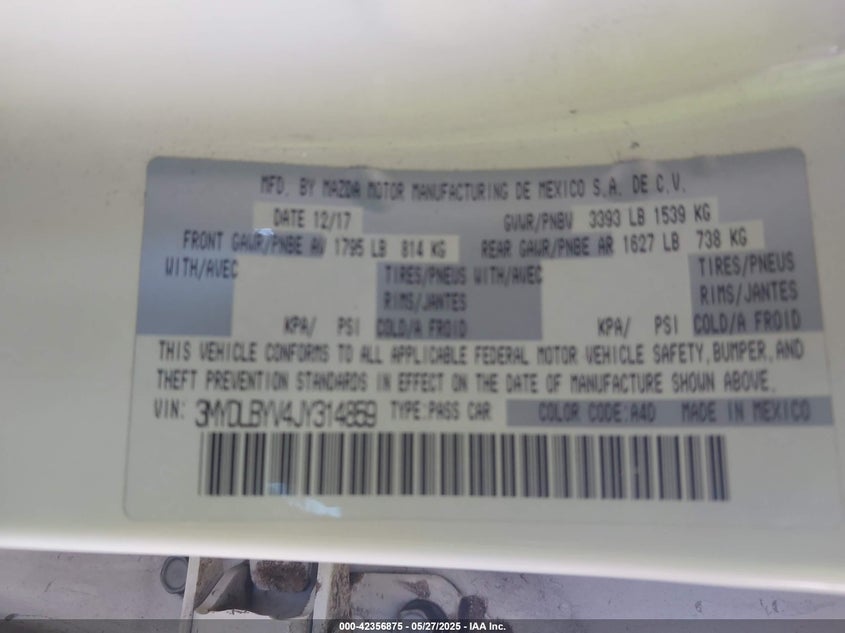 MFD. BY MAZDA MOTOR MANUFACTURING DE MEXICO S.A. DE C.V.
DATE 12/17 GVWR/PNBV 3393 LB 1539 KG
FRONT GAWR/PNBE AV 1795 LB 814 KG REAR GAWR/PNBE AR 1627 LB 738 KG
WITH/AVEC TIRES/PNEUS WITH/AVEC TIRES/PNEUS
RIMS/JANTES RIMS/JANTES
KPA/ PSI COLD/A FROID KPA/ PSI COLD/A FROID
THIS VEHICLE CONFORMS TO ALL APPLICABLE FEDERAL MOTOR VEHICLE SAFETY, BUMPER, AND
THEFT PREVENTION STANDARDS IN EFFECT ON THE DATE OF MANUFACTURE SHOWN ABOVE.
VIN: 3MYDLBYV4JY314859 TYPE:PASS CAR COLOR CODE:A4D MADE IN MEXICO
000-42356875 - 05/27/2025 - IAA Inc.